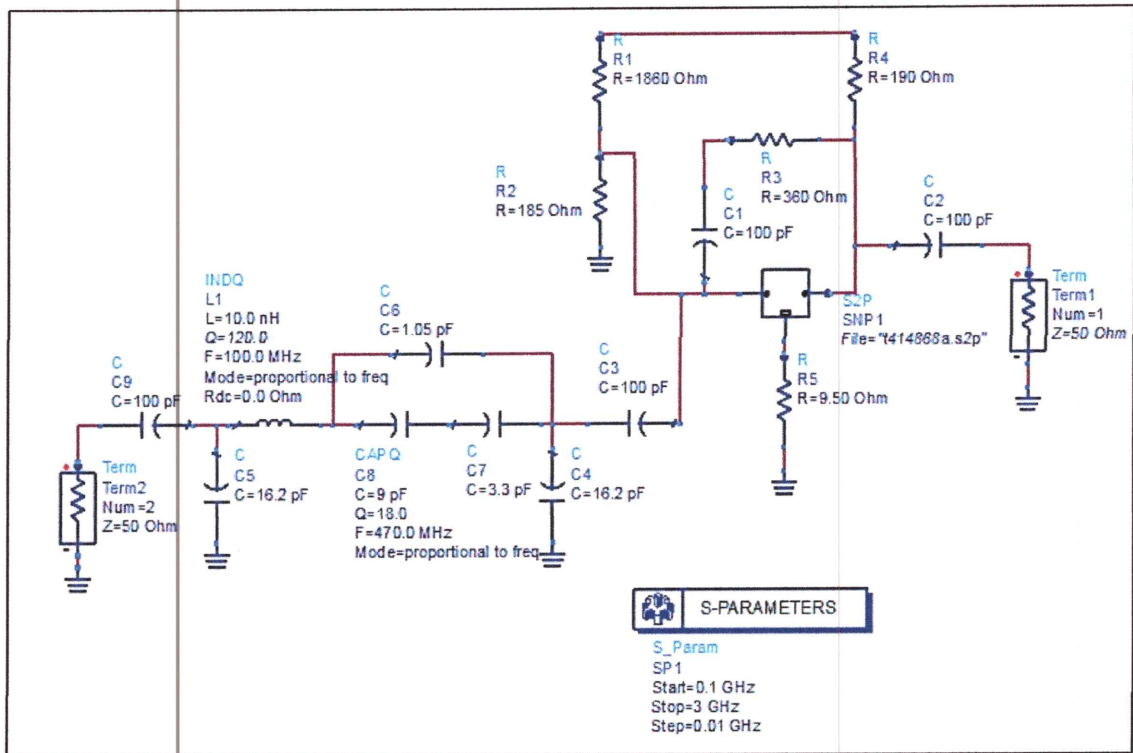 R
R1
R=1860 Ohm
R
R4
R=190 Ohm
R
R2
R=185 Ohm
R
R3
R=360 Ohm
C
C1
C=100 pF
C
C2
C=100 pF
INDQ
L1
L=10.0 nH
Q=120.0
F=100.0 MHz
Mode=proportional to freq
Rdc=0.0 Ohm
C
C6
C=1.05 pF
C
C9
C=100 pF
C
C3
C=100 pF
S2P
SNP1
File="t414868a.s2p"
Term
Term1
Num=1
Z=50 Ohm
R
R5
R=9.50 Ohm
Term
Term2
Num=2
Z=50 Ohm
C
C5
C=16.2 pF
CAPQ
C8
C=9 pF
Q=18.0
F=470.0 MHz
Mode=proportional to freq
C
C7
C=3.3 pF
C
C4
C=16.2 pF
S-PARAMETERS
S_Param
SP1
Start=0.1 GHz
Stop=3 GHz
Step=0.01 GHz